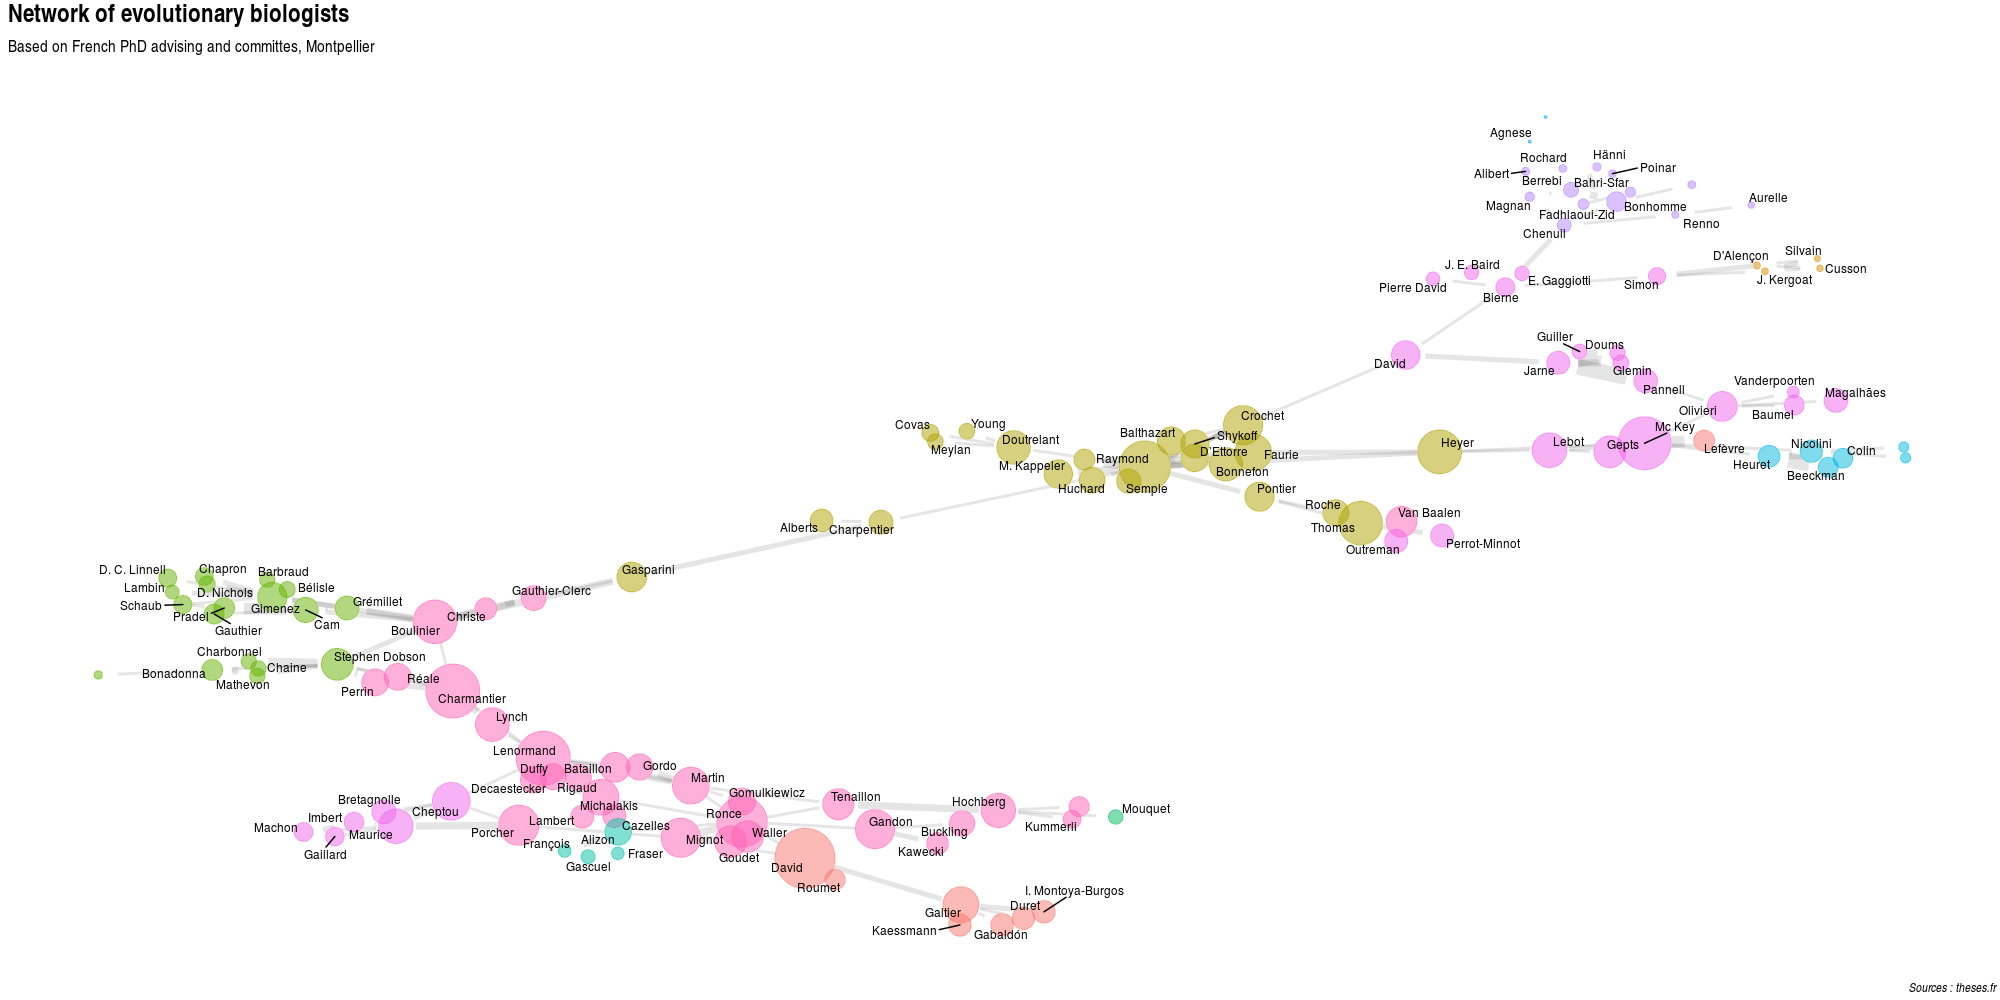 Network of evolutionary biologists
Based on French PhD advising and committes, Montpellier
Agnese
Rochard
Hänni
Alibert
Poinar
Berrebi
Bahri-Sfar
Magnan
Fadhlaoui-Zid
Bonhomme
Aurelle
Renno
Chenuil
D'Alençon
Silvain
J. E. Baird
E. Gaggiotti
J. Kergoat
Cusson
Pierre David
Bierne
Simon
Guiller
Doums
David
Jarne
Glemin
Pannell
Vanderpoorten
Magalhães
Olivieri
Baumel
Covas
Young
Meylan
Doutrelant
Balthazart
Crochet
Shykoff
D'Ettorre
Faurie
Heyer
Lebot
Gepts
Mc Key
Lefèvre
Nicolini
Colin
Heuret
Beeckman
M. Kappeler
Raymond
Bonnefon
Huchard
Semple
Pontier
Roche
Thomas
Van Baalen
Outreman
Perrot-Minnot
Alberts
Charpentier
Gasparini
D. C. Linnell
Chapron
Barbraud
Lambin
D. Nichols
Bélisle
Schaub
Pradel
Gimenez
Grémillet
Gauthier
Cam
Boulinier
Christe
Gauthier-Clerc
Charbonnel
Stephen Dobson
Bonadonna
Chaine
Mathevon
Perrin
Réale
Charmantier
Lynch
Lenormand
Duffy
Bataillon
Gordo
Decaestecker
Rigaud
Martin
Bretagnolle
Cheptou
Michalakis
Gomulkiewicz
Tenaillon
Hochberg
Mouquet
Machon
Imbert
Maurice
Porcher
Lambert
Cazelles
Ronce
Gandon
Buckling
Kummerli
Gaillard
François
Alizon
Mignot
Waller
Kawecki
Gascuel
Fraser
Goudet
David
Roumet
I. Montoya-Burgos
Galtier
Duret
Kaessmann
Gabaldón
Sources : theses.fr